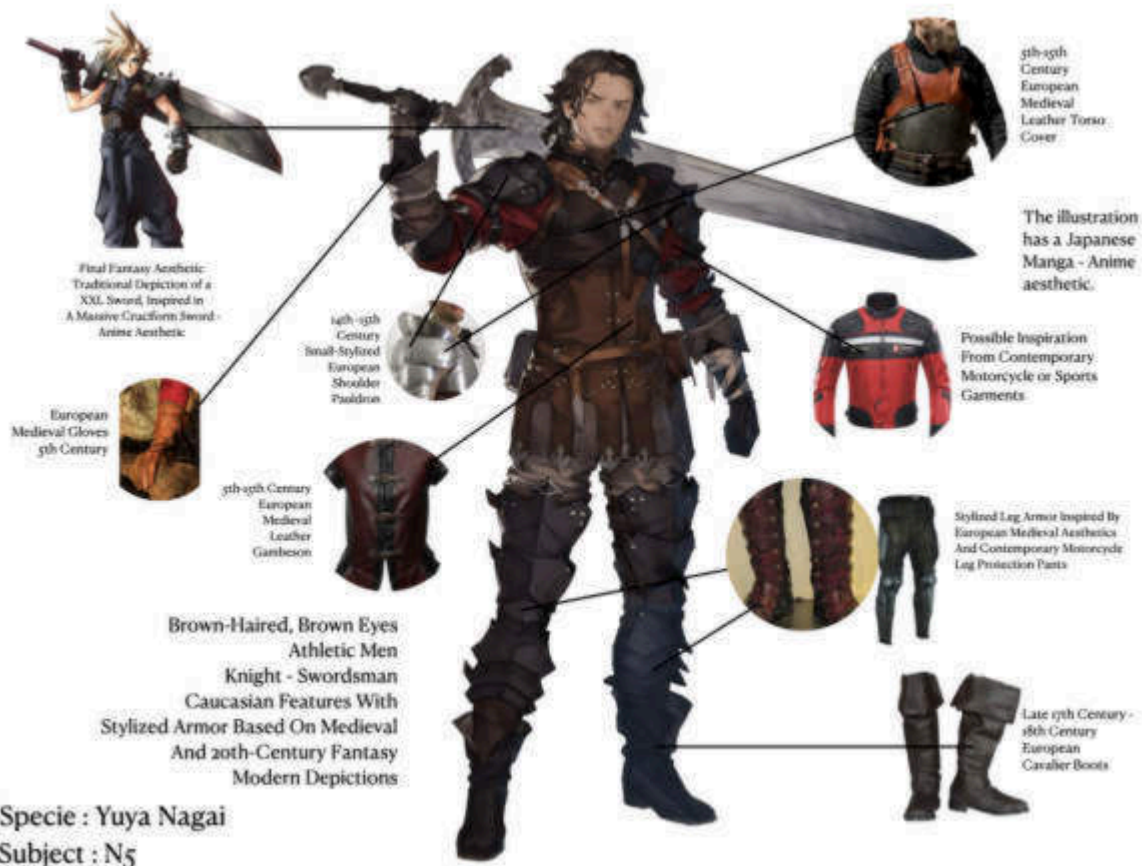 Final Fantasy Aesthetic
Traditional Depiction of a
XXL Sword, Inspired in
A Massive Cruciform Sword -
Anime Aesthetic
5th-15th
Century
European
Medieval
Leather Torso
Cover
The illustration
has a Japanese
Manga - Anime
aesthetic.
14th -15th
Century
Small-Stylized
European
Shoulder
Pauldron
Possible Inspiration
From Contemporary
Motorcycle or Sports
Garments
European
Medieval Gloves
5th Century
5th-15th Century
European
Medieval
Leather
Gambeson
Stylized Leg Armor Inspired By
European Medieval Aesthetics
And Contemporary Motorcycle
Leg Protection Pants
Brown-Haired, Brown Eyes
Athletic Men
Knight - Swordsman
Caucasian Features With
Stylized Armor Based On Medieval
And 20th-Century Fantasy
Modern Depictions
Late 17th Century -
18th Century
European
Cavalier Boots
Specie : Yuya Nagai
Subject : N5